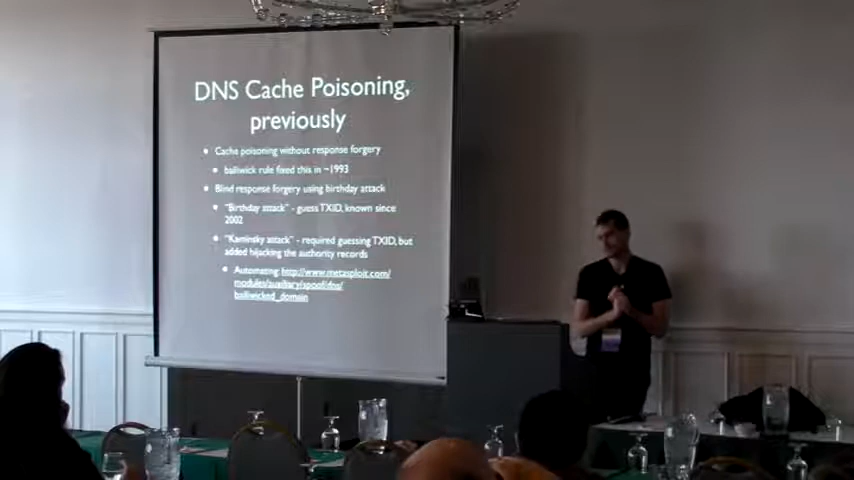 DNS Cache Poisoning,
previously
Cache poisoning without response forgery
bailiwick rule fixed this in ~1993
Blind response forgery using birthday attack
"Birthday attack" - guess TXID, known since
2002
"Kaminsky attack" - required guessing TXID, but
added hijacking the authority records
Automating: http://www.metasploit.com/
modules/auxiliary/spoof/dns/
bailiwicked_domain